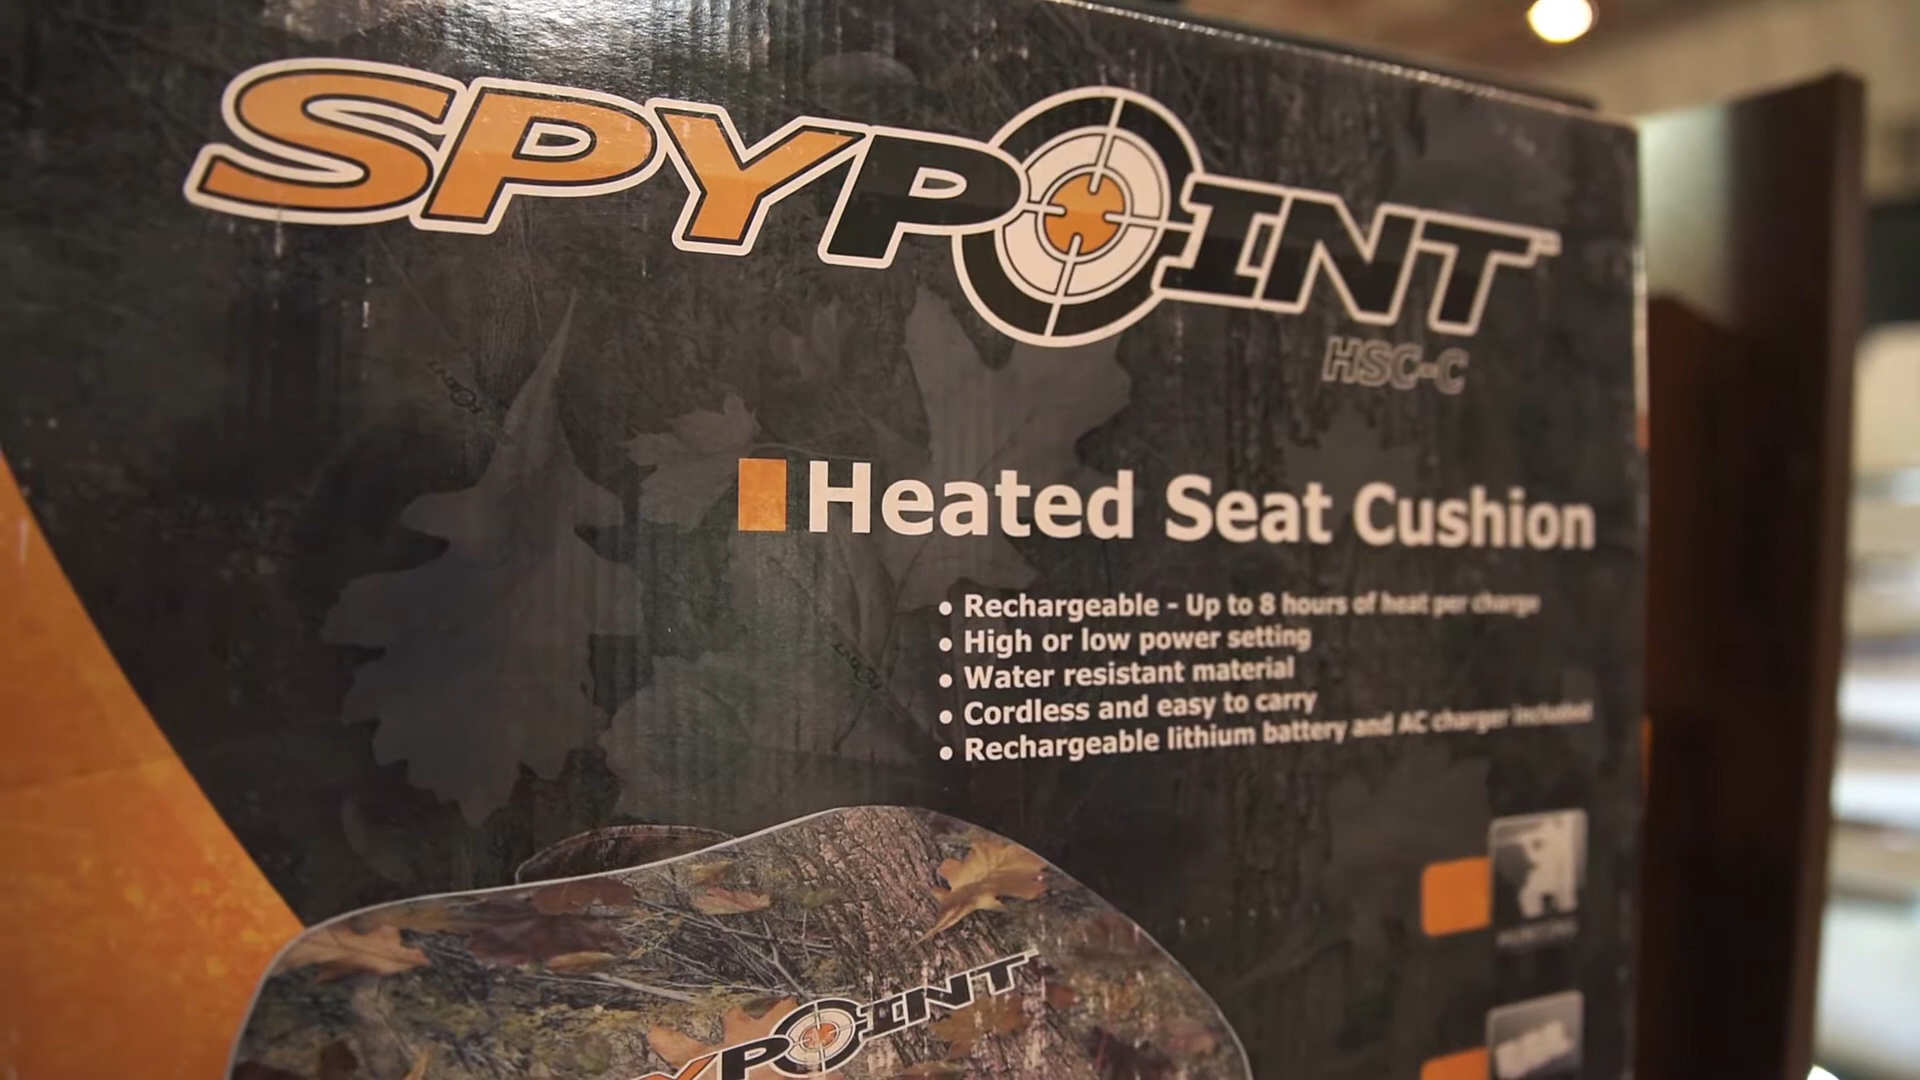 SPYPOINT
HSC-C
Heated Seat Cushion
• Rechargeable - Up to 8 hours of heat per charge
• High or low power setting
• Water resistant material
• Cordless and easy to carry
• Rechargeable lithium battery and AC charger included
YPOINT